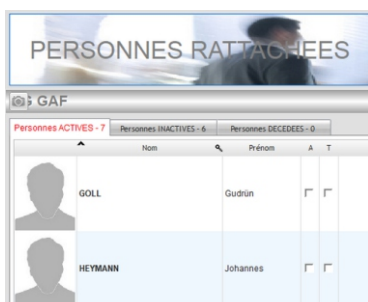 PERSONNES RATTACHEES
GAF
Personnes ACTIVES - 7 Personnes INACTIVES - 6 Personnes DECEDEES - 0
Nom Prénom A T
GOLL Gudrün
HEYMANN Johannes